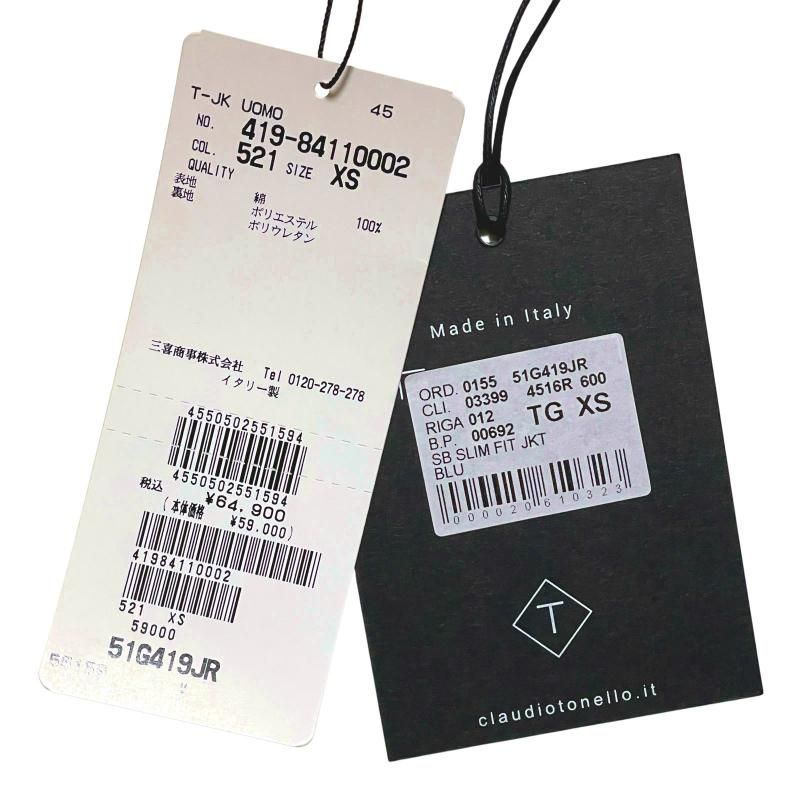 T-JK UOMO 45
NO. 419-84110002
COL. 521 SIZE XS
QUALITY
表地 綿
裏地 ポリエステル 100%
ポリウレタン
三喜商事株式会社 Tel 0120-278-278
イタリー製
4550502551594
4550502551594
税込 ¥64,900
(本体価格 ¥59,000)
41984110002
521 XS
59000
51G419JR
Made in Italy
ORD. 0155 51G419JR
CLI. 03399 4516R 600
RIGA 012 TG XS
B.P. 00692
SB SLIM FIT JKT
BLU
000020610323
T
claudiotonello.it